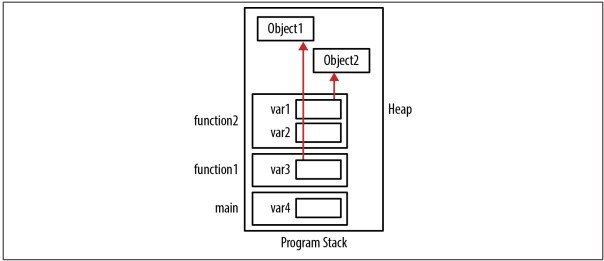 Object1
Object2
function2
var1
var2
Heap
function1
var3
main
var4
Program Stack